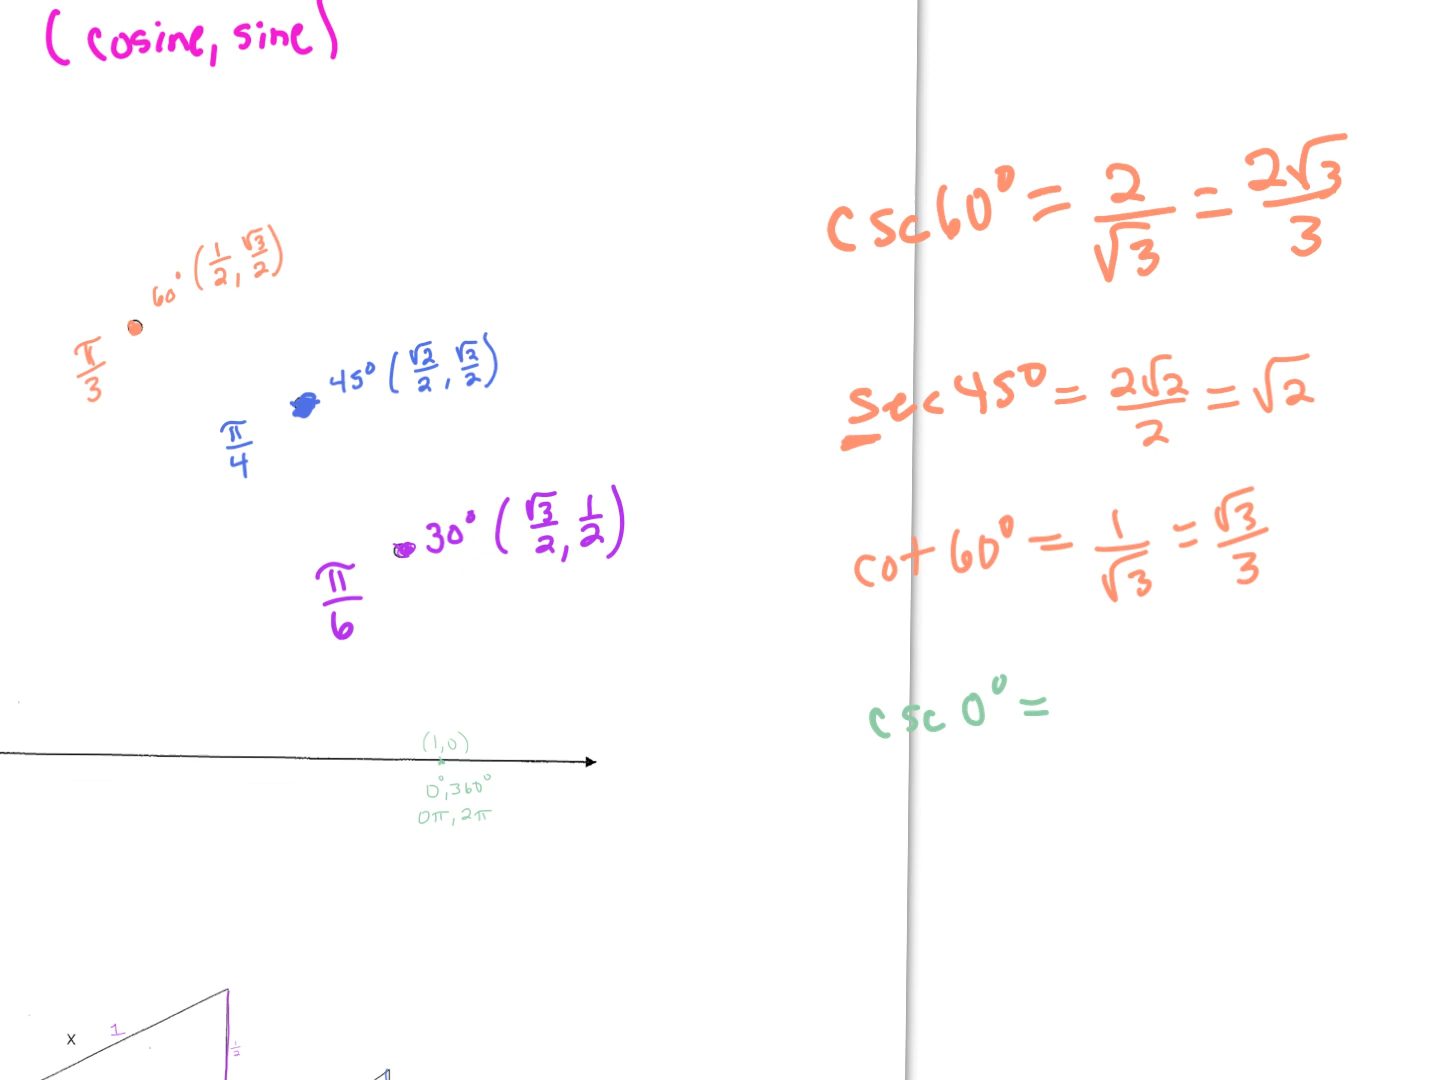 (cosine, sine)
csc 60° = 2/√3 = 2√3/3
60° (1/2, √3/2)
π/3
45° (√2/2, √2/2)
π/4
sec 45° = 2√2/2 = √2
30° (√3/2, 1/2)
π/6
cot 60° = 1/√3 = √3/3
csc 0° =
(1,0)
0°, 360°
0π, 2π
x 1
1/2